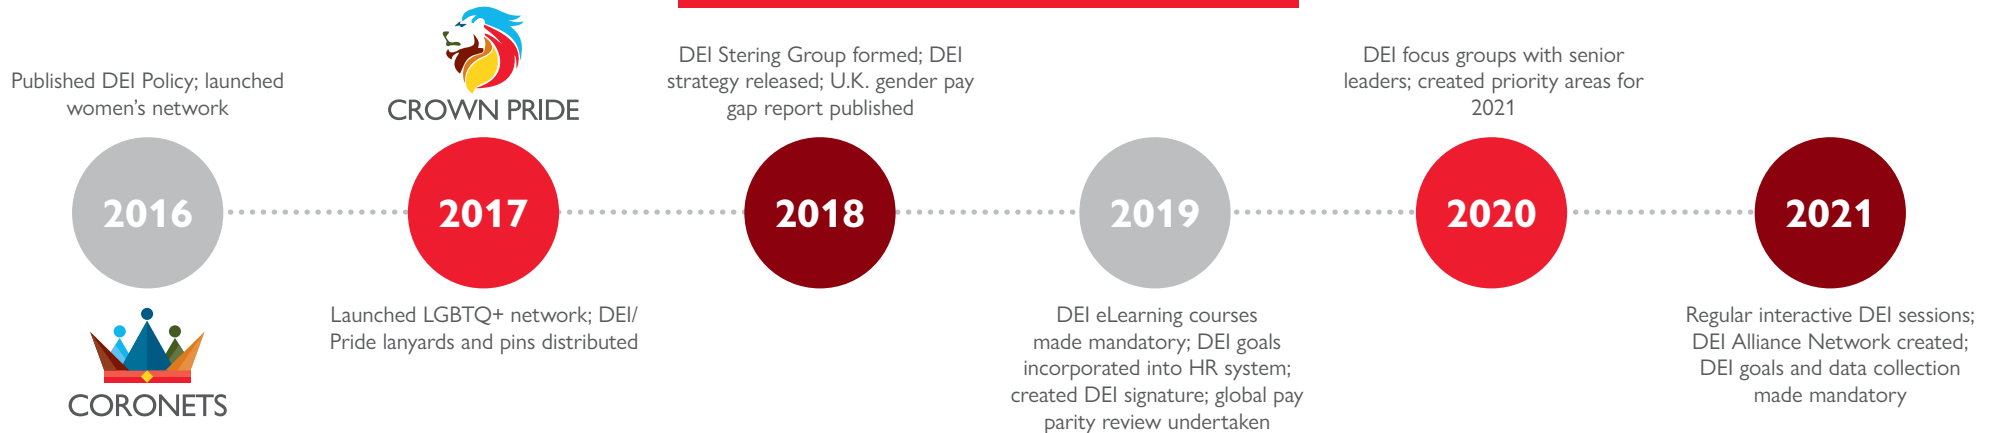 Published DEI Policy; launched
women's network
2016
CORONETS
CROWN PRIDE
2017
Launched LGBTQ+ network; DEI/
Pride lanyards and pins distributed
DEI Stering Group formed; DEI
strategy released; U.K. gender pay
gap report published
2018
2019
DEI eLearning courses
made mandatory; DEI goals
incorporated into HR system;
created DEI signature; global pay
parity review undertaken
DEI focus groups with senior
leaders; created priority areas for
2021
2020
2021
Regular interactive DEI sessions;
DEI Alliance Network created;
DEI goals and data collection
made mandatory